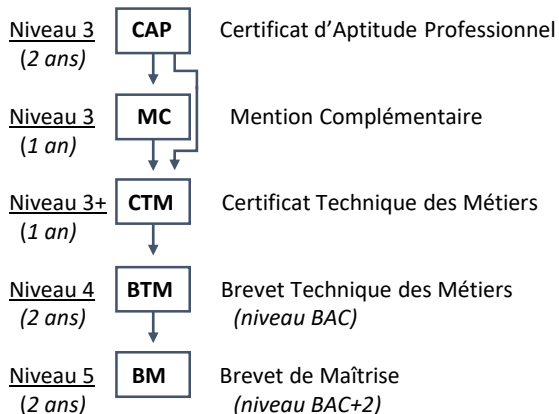 Niveau 3 CAP Certificat d’Aptitude Professionnel
(2 ans)
Niveau 3 MC Mention Complémentaire
(1 an)
Niveau 3+ CTM Certificat Technique des Métiers
(1 an)
Niveau 4 BTM Brevet Technique des Métiers
(2 ans) (niveau BAC)
Niveau 5 BM Brevet de Maîtrise
(2 ans) (niveau BAC+2)